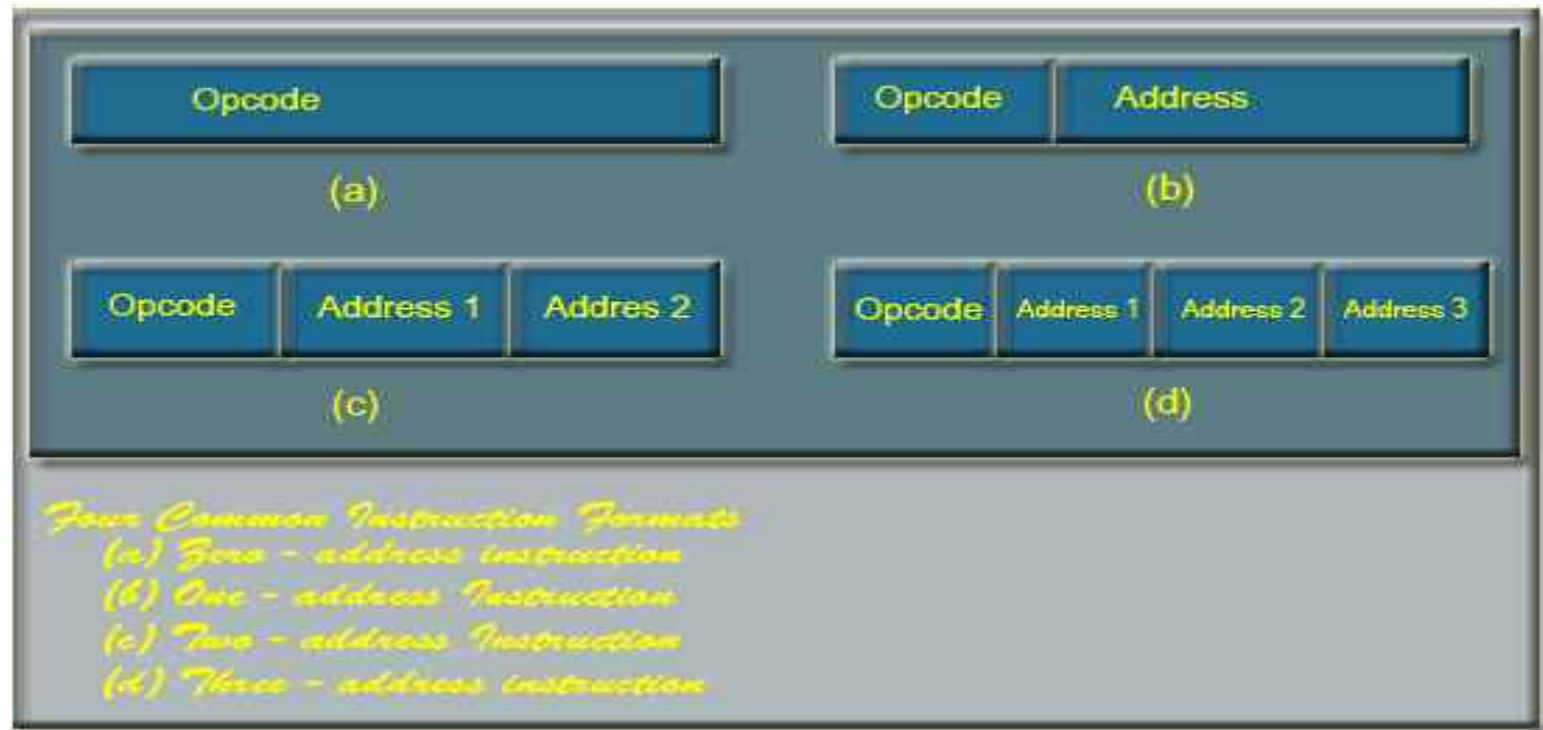 Opcode
Opcode Address
(a) (b)
Opcode Address 1 Addres 2
Opcode Address 1 Address 2 Address 3
(c) (d)
Four Common Instruction Formats
(a) Zero - address instruction
(b) One - address Instruction
(c) Two - address Instruction
(d) Three - address instruction